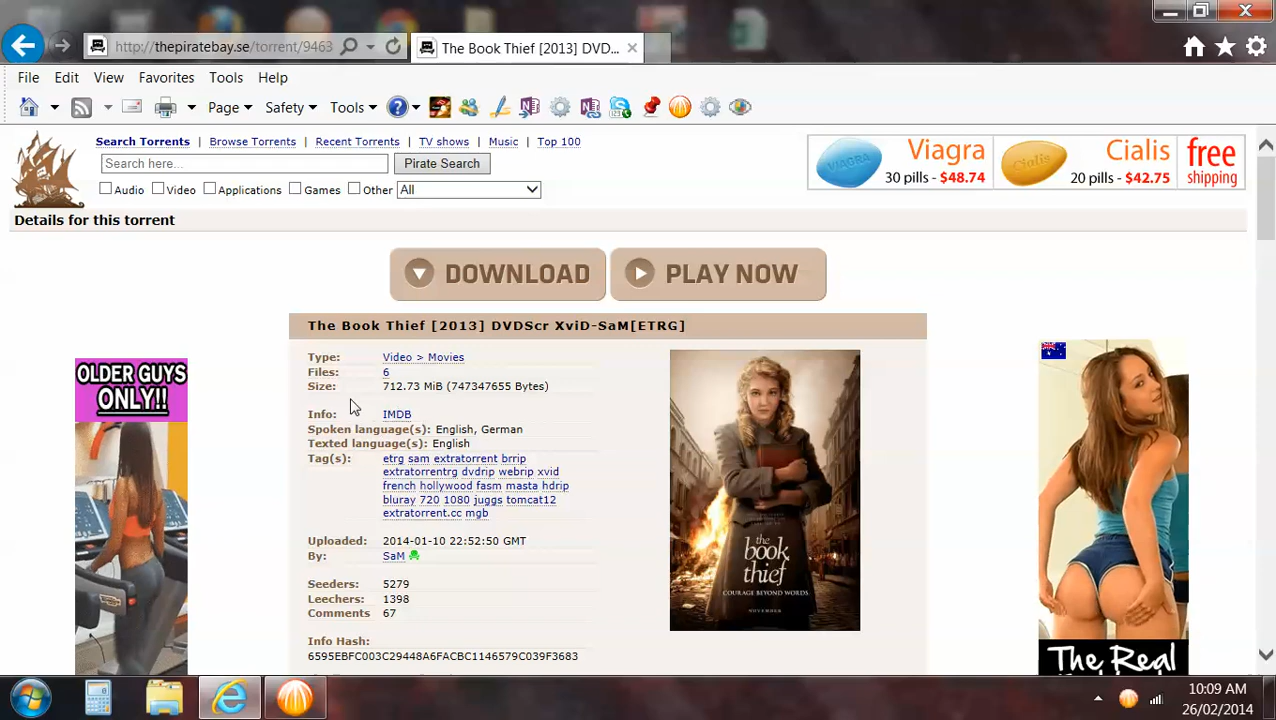 http://thepiratebay.se/torrent/9463
The Book Thief [2013] DVD...
File Edit View Favorites Tools Help
Page Safety Tools
Search Torrents | Browse Torrents | Recent Torrents | TV shows | Music | Top 100
Search here...
Pirate Search
Audio Video Applications Games Other All
Viagra
30 pills - $48.74
Cialis
20 pills - $42.75
free
shipping
Details for this torrent
DOWNLOAD
PLAY NOW
The Book Thief [2013] DVDScr XviD-SaM[ETRG]
Type: Video > Movies
Files: 6
Size: 712.73 MiB (747347655 Bytes)
Info: IMDB
Spoken language(s): English, German
Texted language(s): English
Tag(s): etrg sam extratorrent brrip
extratorrentrg dvdrip webrip xvid
french hollywood fasm masta hdrip
bluray 720 1080 juggs tomcat12
extratorrent.cc mgb
Uploaded: 2014-01-10 22:52:50 GMT
By: SaM
Seeders: 5279
Leechers: 1398
Comments 67
Info Hash:
6595EBFC003C29448A6FACBC1146579C039F3683
OLDER GUYS
ONLY!!
the
book
thief
COURAGE BEYOND WORDS
NOVEMBER
The Real
VIAGRA
Cialis
10:09 AM
26/02/2014